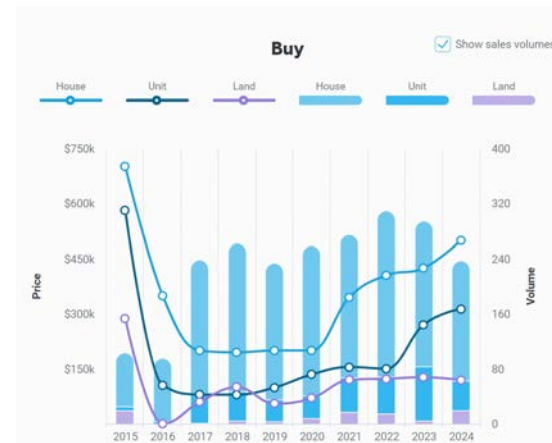 Buy
Show sales volumes
House Unit Land House Unit Land
$750k 400
$600k 320
$450k 240
$300k 160
$150k 80
0
Price
Volume
2015 2016 2017 2018 2019 2020 2021 2022 2023 2024